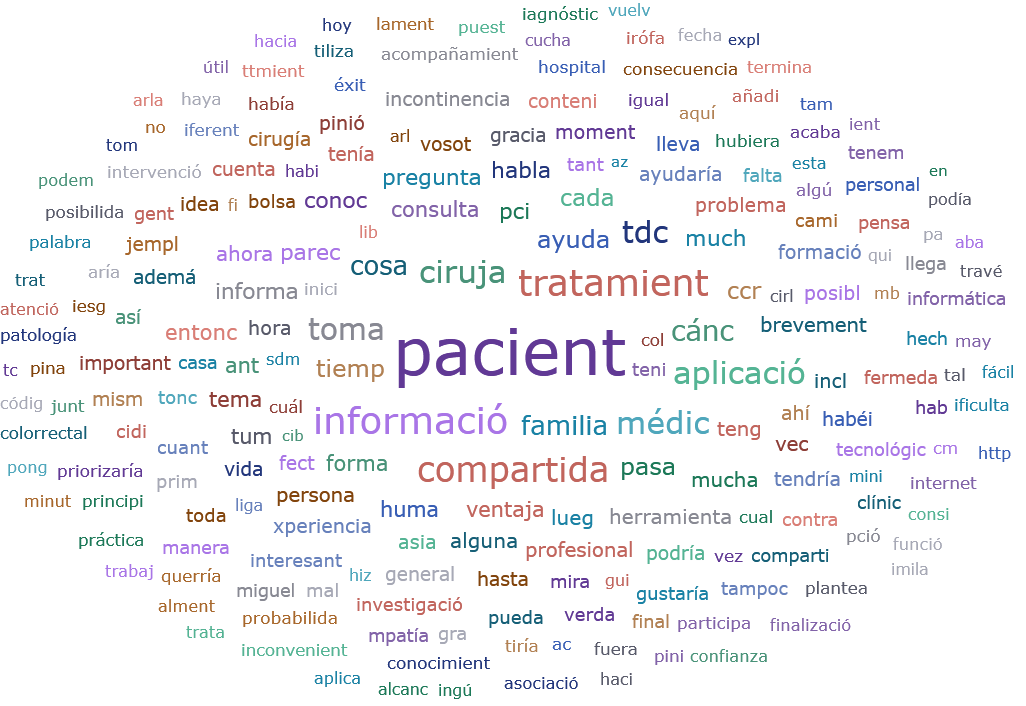 iagnóstic vuelv
hoy lament puest
hacia tiliza acompañamient cucha irófa fecha expl
útil ttmient éxit hospital consecuencia termina
arla haya había incontinencia conteni igual aquí añadi tam
no iferent cirugía pinió arl vosot gracia moment lleva hubiera acaba ient
tom intervenció cuenta habi tenía pregunta habla tant az ayudaría falta esta tenem
podem posibilida gent idea fi bolsa conoc consulta pci cada problema algú personal en podía
palabra jempl lib ayuda tdc much cami pensa pa aba
trat aría ademá ahora parec cosa ciruja tratamient formació qui llega travé
atenció iesg así informa inici ccr cirl posibl mb informática
patología entonc hora toma pacient col cánc brevement hech may
tc pina important casa ant sdm tiemp teni aplicació incl fermeda tal fácil
códig junt mism tonc tema cuál informació familia médic teng ahí habéi hab ificulta
colorrectal cidi cuant tum cib vec tecnológic cm http
pong priorizaría prim vida fect forma compartida pasa mucha tendría mini internet
minut principi toda liga persona huma ventaja lueg herramienta cual contra clínic consi
práctica manera xperiencia asia alguna profesional podría vez comparti pció funció
trabaj querría interesant hiz general hasta mira gui gustaría tampoc plantea imila
alment miguel mal investigació
trata probabilida mpatía gra pueda verda final participa finalizació
inconvenient conocimient tiría ac fuera pini confianza
aplica alcanc ingú asociació haci